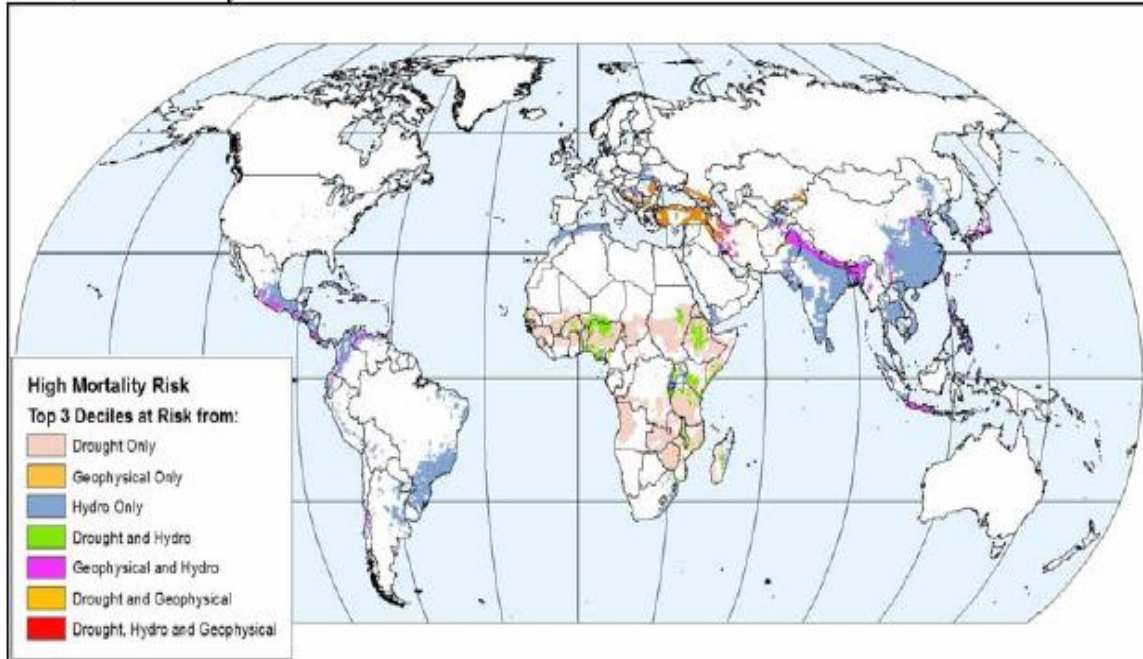 High Mortality Risk
Top 3 Deciles at Risk from:
Drought Only
Geophysical Only
Hydro Only
Drought and Hydro
Geophysical and Hydro
Drought and Geophysical
Drought, Hydro and Geophysical